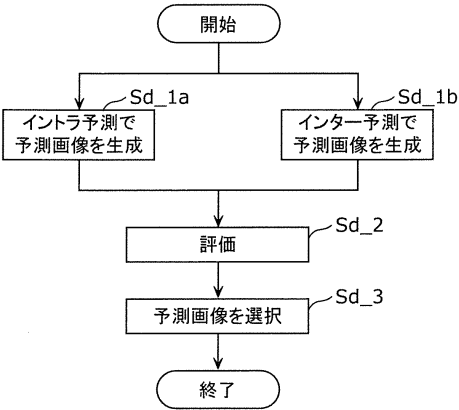 開始
Sd_1a
Sd_1b
イントラ予測で
予測画像を生成
インター予測で
予測画像を生成
Sd_2
評価
Sd_3
予測画像を選択
終了